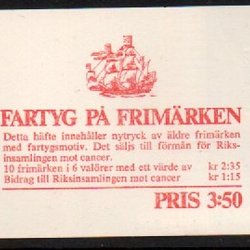 FARTYG PÅ FRIMÄRKEN
Detta häfte innehåller nytryck av äldre frimärken
med fartygsmotiv. Det säljs till förmån för Riks-
insamlingen mot cancer.
10 frimärken i 6 valörer med ett värde av kr 2:35
Bidrag till Riksinsamlingen mot cancer kr 1:15
PRIS 3:50